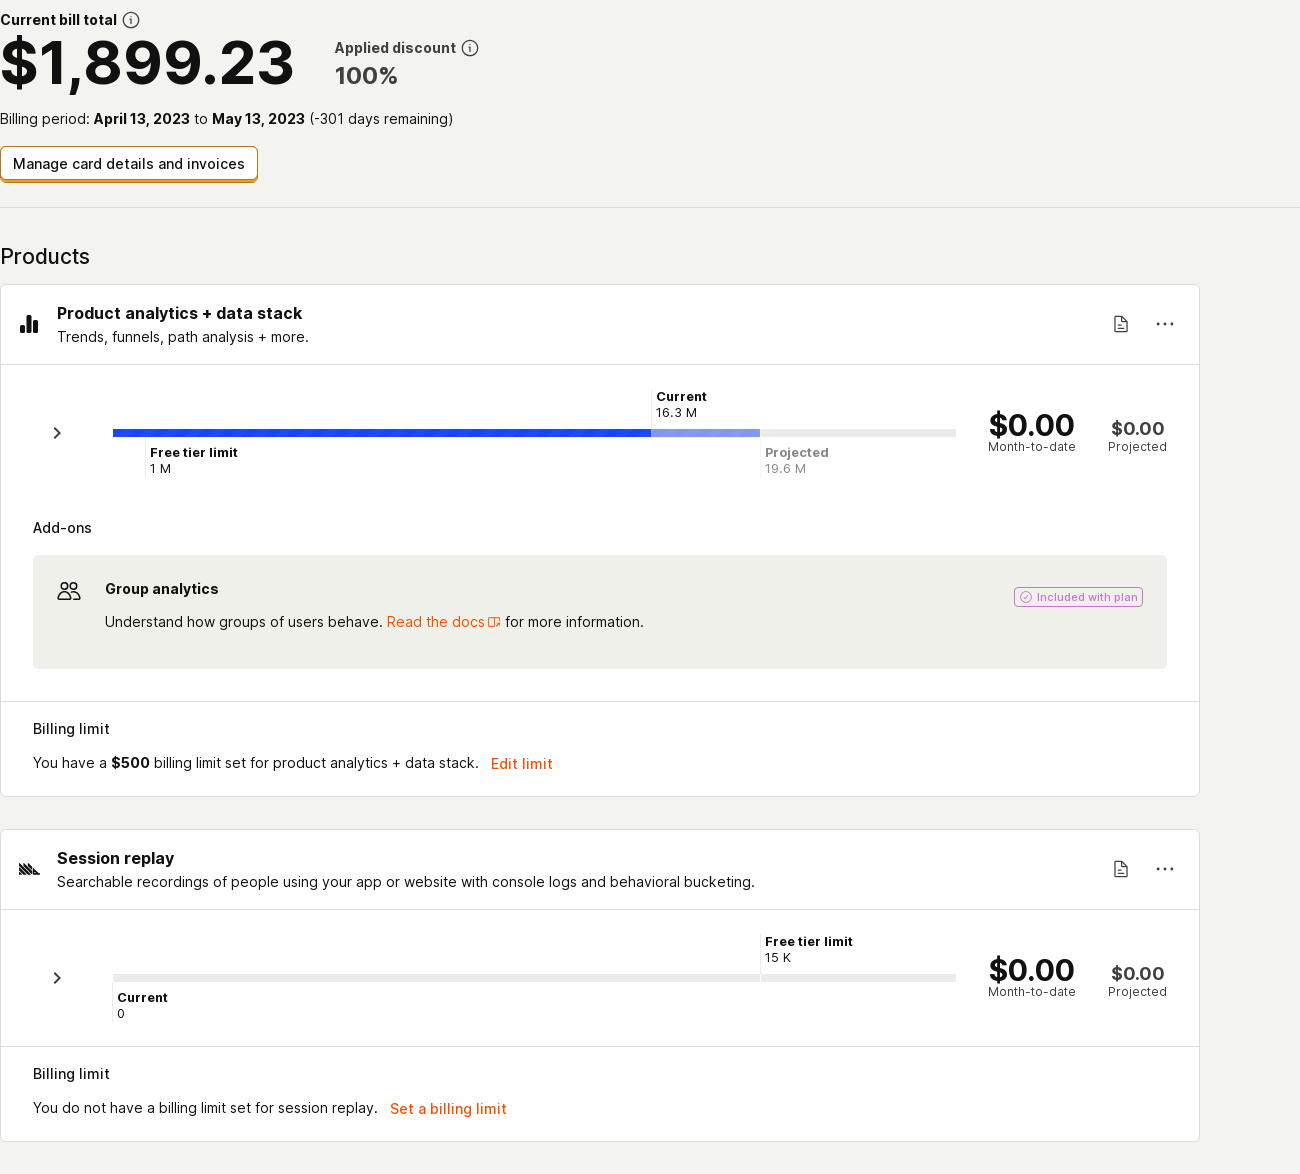 Current bill total
$1,899.23
Applied discount
100%
Billing period: April 13, 2023 to May 13, 2023 (-301 days remaining)
Manage card details and invoices
Products
Product analytics + data stack
Trends, funnels, path analysis + more.
Current
16.3 M
Free tier limit
1 M
Projected
19.6 M
$0.00
Month-to-date
$0.00
Projected
Add-ons
Group analytics
Included with plan
Understand how groups of users behave. Read the docs for more information.
Billing limit
You have a $500 billing limit set for product analytics + data stack. Edit limit
Session replay
Searchable recordings of people using your app or website with console logs and behavioral bucketing.
Free tier limit
15 K
Current
0
$0.00
Month-to-date
$0.00
Projected
Billing limit
You do not have a billing limit set for session replay. Set a billing limit